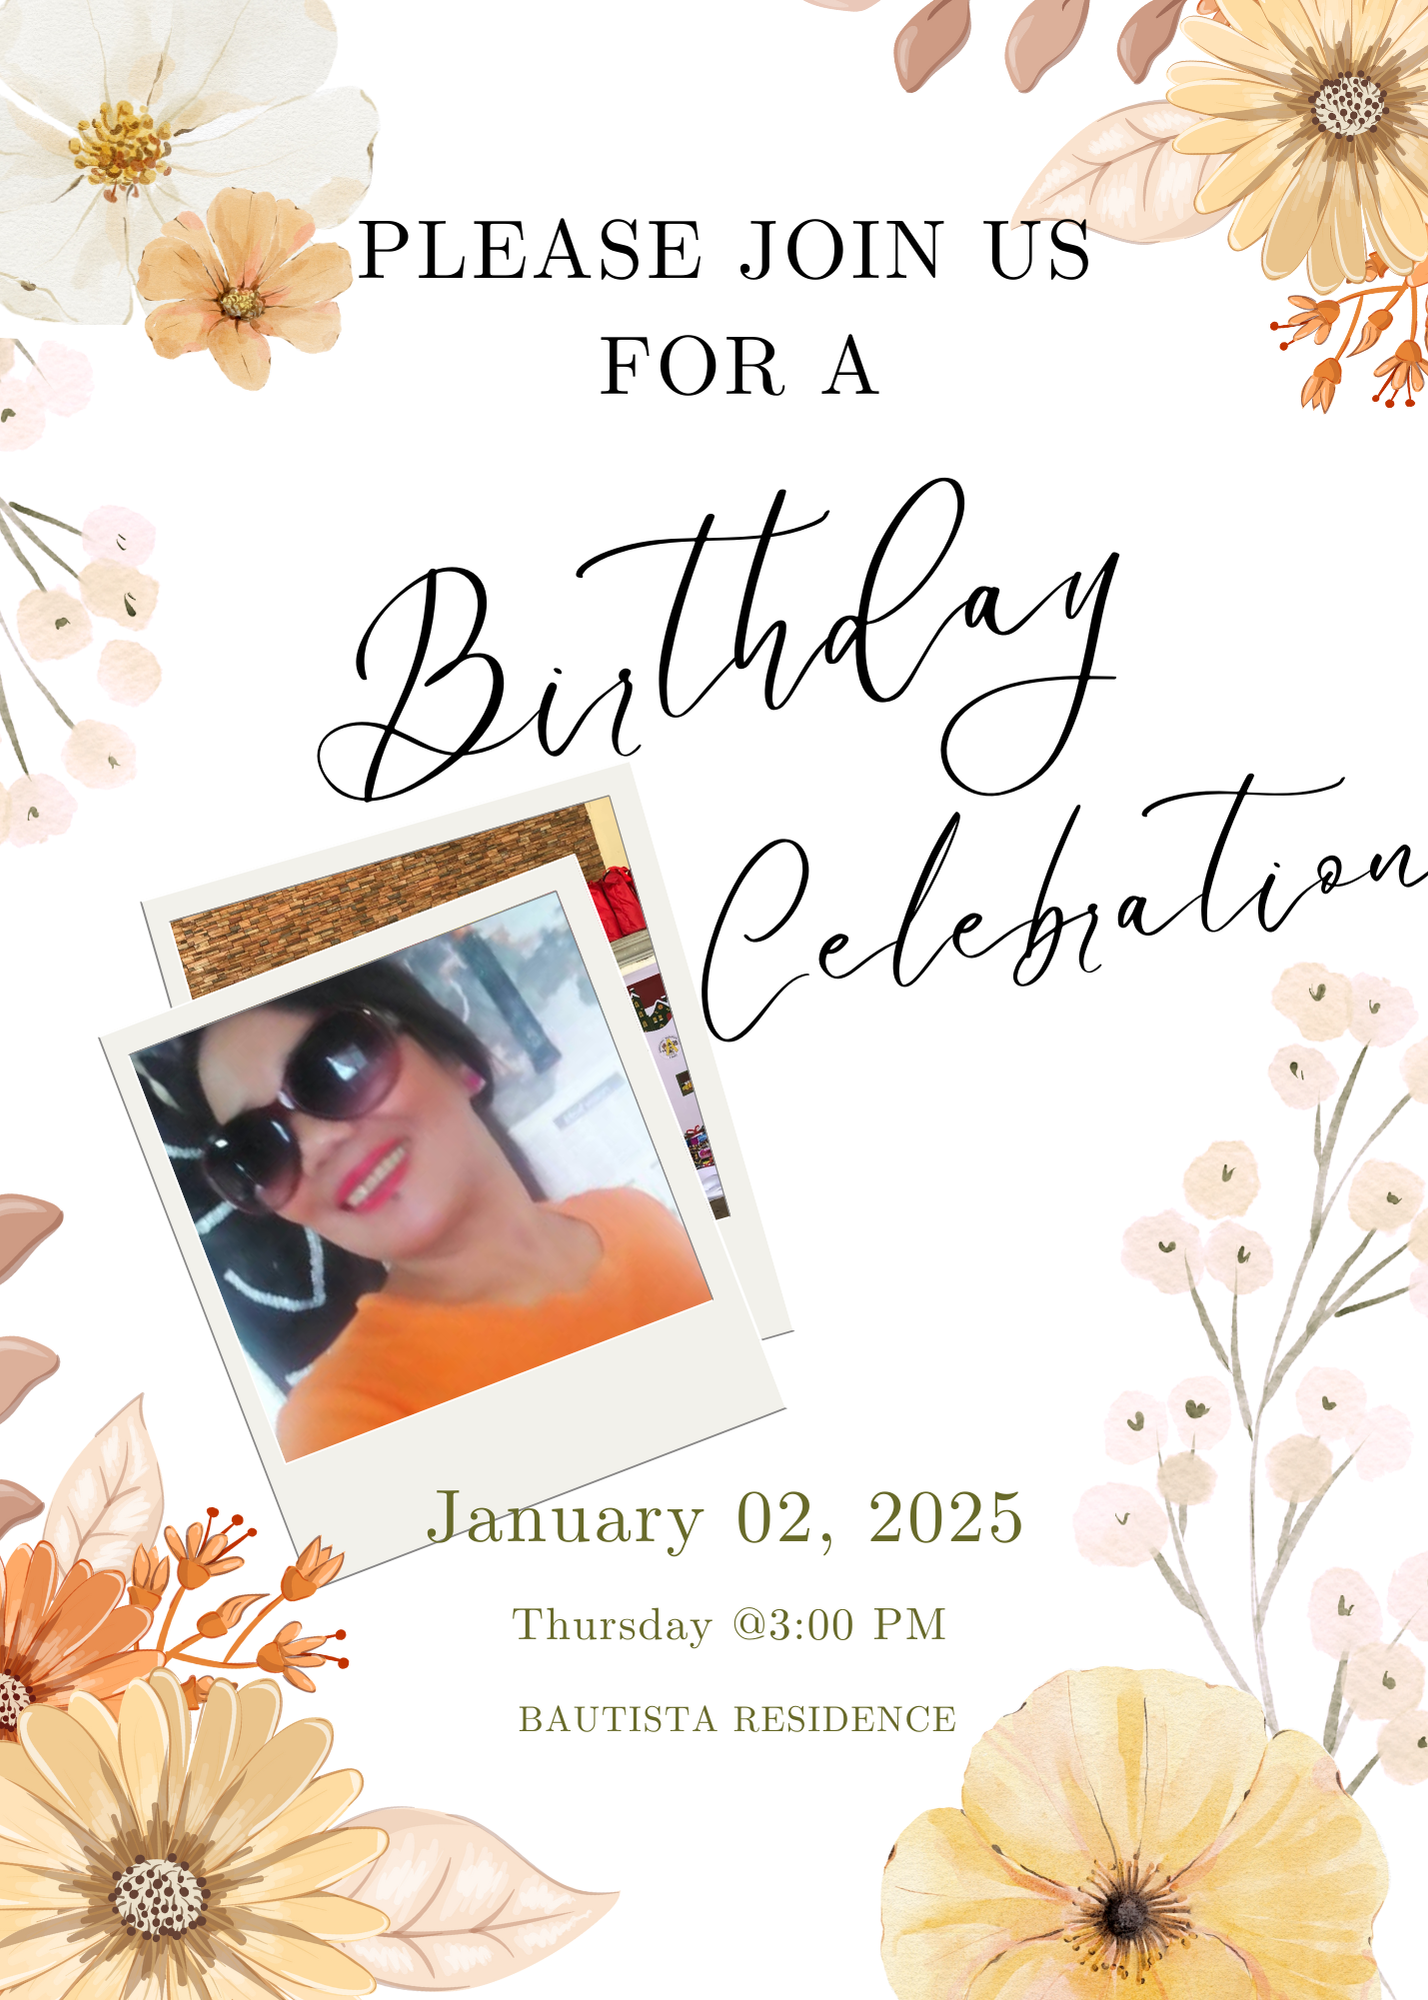 PLEASE JOIN US
FOR A
Birthday
Celebration
January 02, 2025
Thursday @3:00 PM
BAUTISTA RESIDENCE